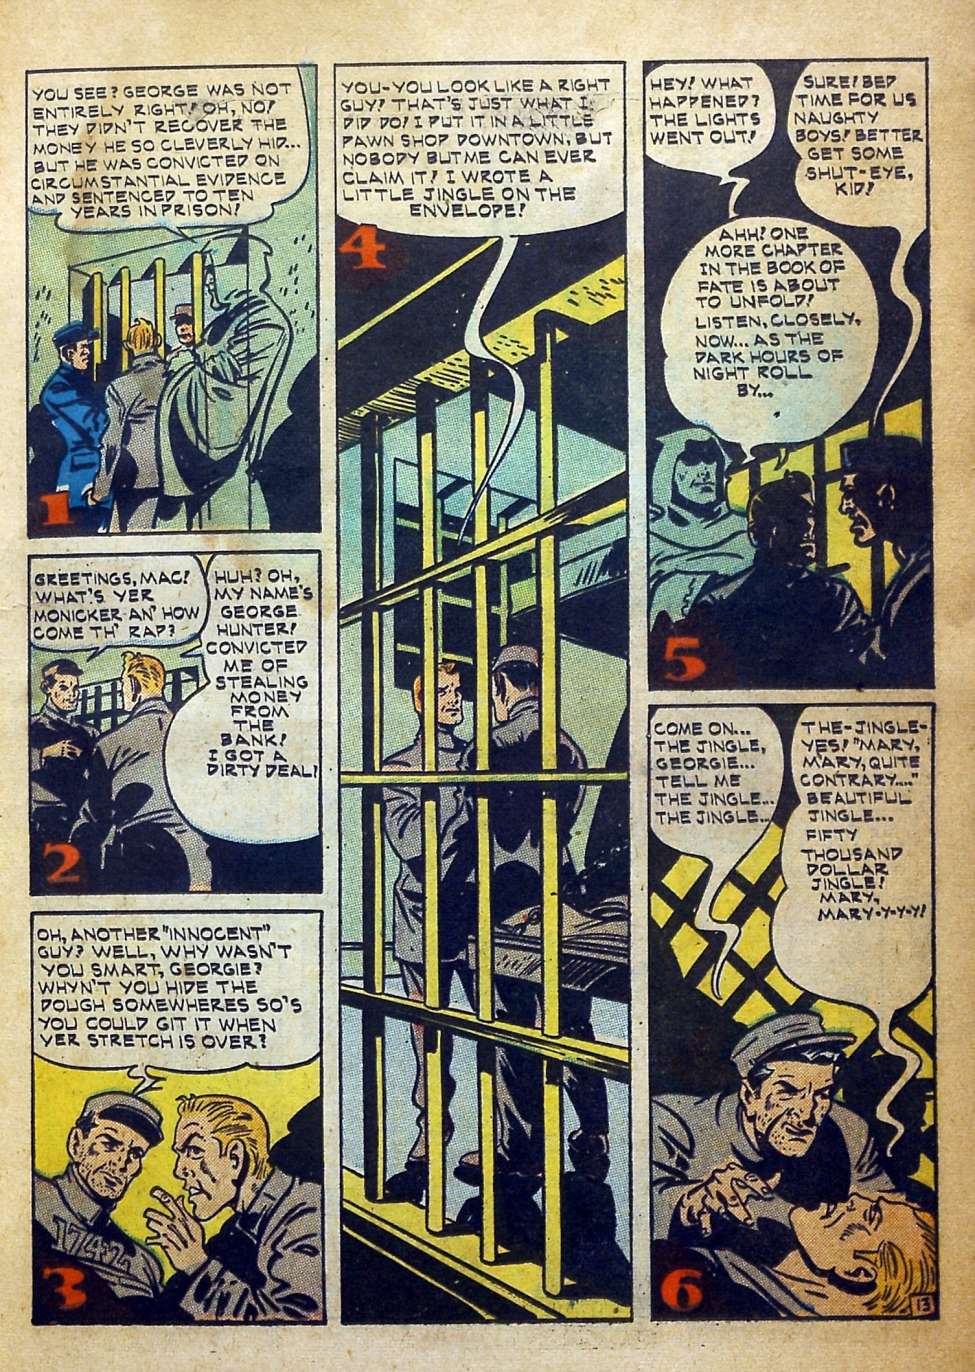 YOU SEE? GEORGE WAS NOT
ENTIRELY RIGHT! OH, NO!
THEY DIDN'T RECOVER THE
MONEY HE SO CLEVERLY HID...
BUT HE WAS CONVICTED ON
CIRCUMSTANTIAL EVIDENCE
AND SENTENCED TO TEN
YEARS IN PRISON!
1
GREETINGS, MAC!
WHAT'S YER
MONICKER AN' HOW
COME TH' RAP?
HUH? OH,
MY NAME'S
GEORGE
HUNTER!
CONVICTED
ME OF
STEALING
MONEY
FROM
THE
BANK!
I GOT A
DIRTY DEAL!
2
OH, ANOTHER "INNOCENT"
GUY? WELL, WHY WASN'T
YOU SMART, GEORGIE?
WHYN'T YOU HIDE THE
DOUGH SOMEWHERES SO'S
YOU COULD GIT IT WHEN
YER STRETCH IS OVER?
1742
3
YOU-YOU LOOK LIKE A RIGHT
GUY! THAT'S JUST WHAT I
DID DO! I PUT IT IN A LITTLE
PAWN SHOP DOWNTOWN, BUT
NOBODY BUT ME CAN EVER
CLAIM IT! I WROTE A
LITTLE JINGLE ON THE
ENVELOPE!
4
HEY! WHAT
HAPPENED?
THE LIGHTS
WENT OUT!
SURE! BED
TIME FOR US
NAUGHTY
BOYS! BETTER
GET SOME
SHUT-EYE,
KID!
AHH! ONE
MORE CHAPTER
IN THE BOOK OF
FATE IS ABOUT
TO UNFOLD!
LISTEN, CLOSELY,
NOW... AS THE
DARK HOURS OF
NIGHT ROLL
BY...
5
COME ON...
THE JINGLE,
GEORGIE...
TELL ME
THE JINGLE...
THE JINGLE...
THE-JINGLE-
YES! "MARY,
MARY, QUITE
CONTRARY...."
BEAUTIFUL
JINGLE...
FIFTY
THOUSAND
DOLLAR
JINGLE!
MARY,
MARY-Y-Y-Y!
6
13